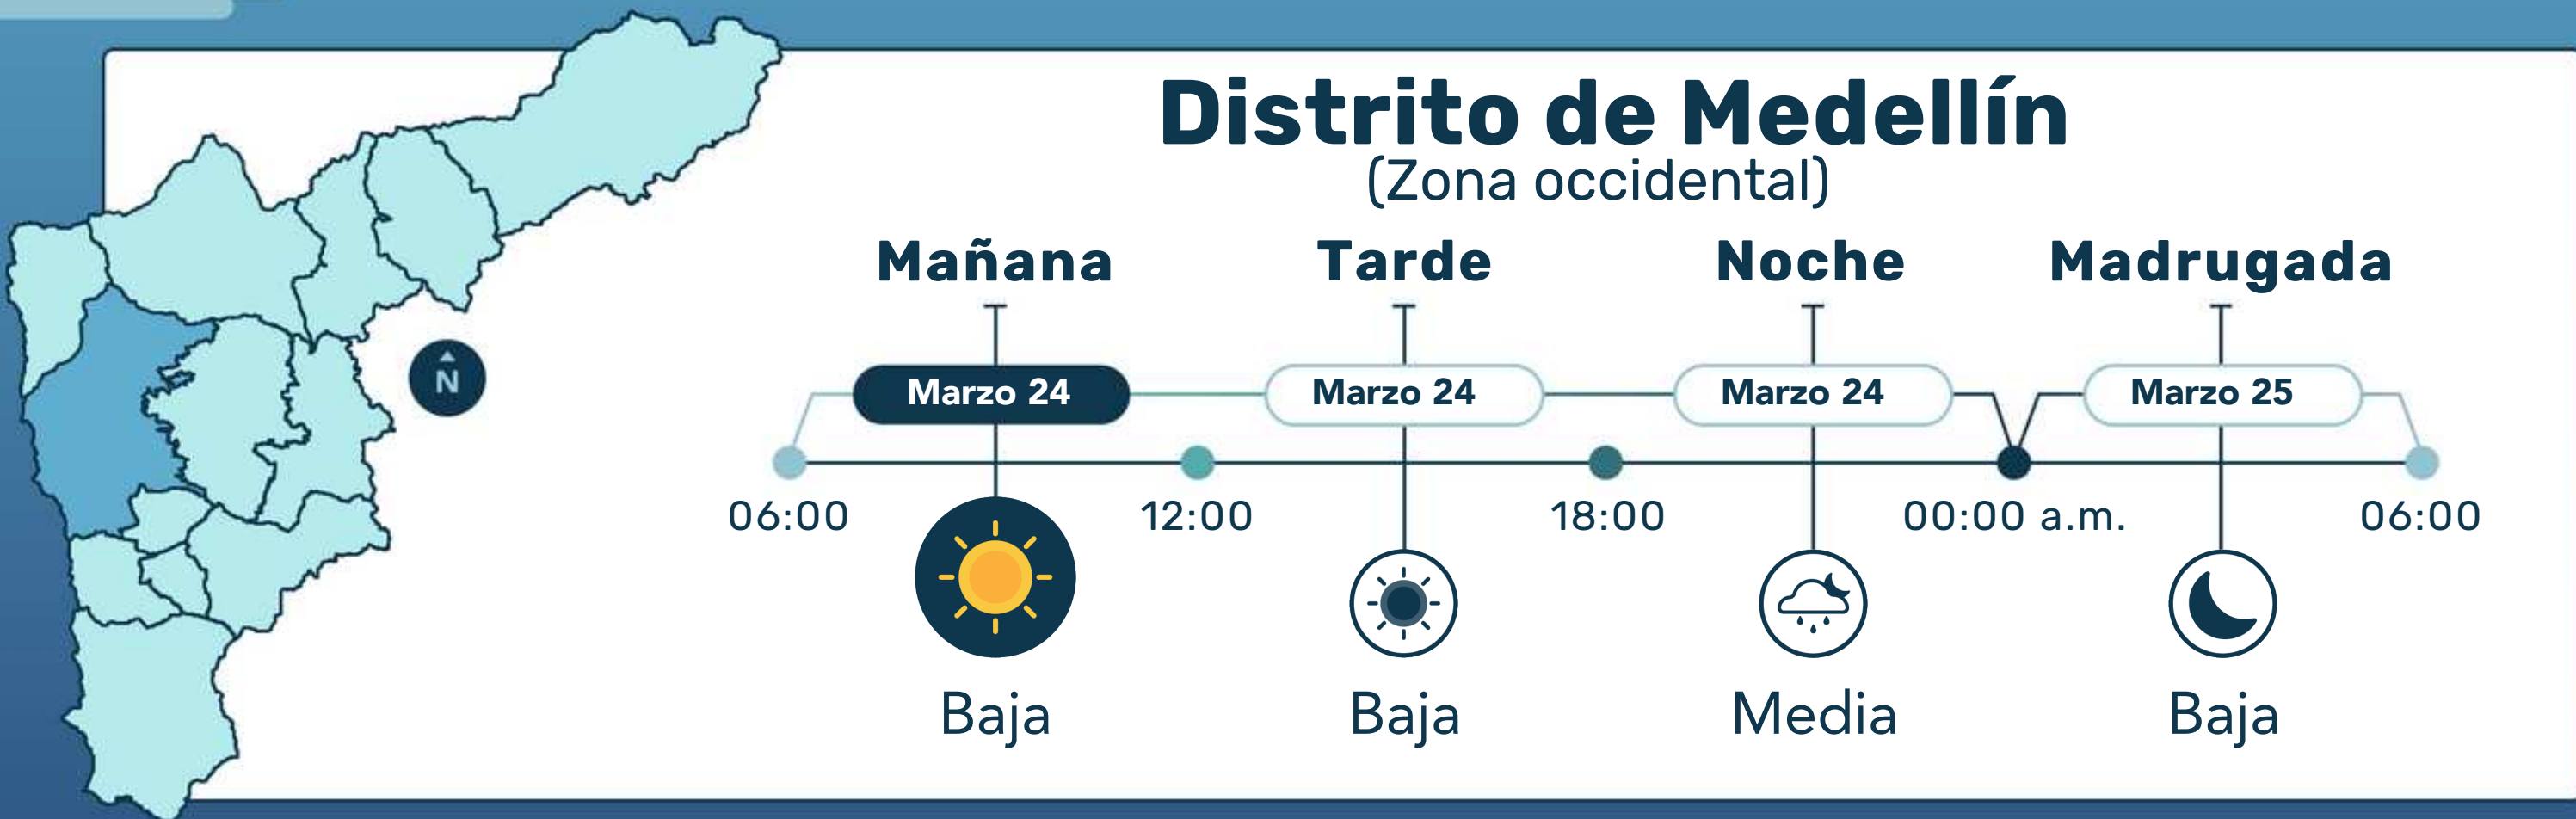 Distrito de Medellín
(Zona occidental)
Mañana Tarde Noche Madrugada
Marzo 24 Marzo 24 Marzo 24 Marzo 25
N
06:00 12:00 18:00 00:00 a.m. 06:00
Baja Baja Media Baja